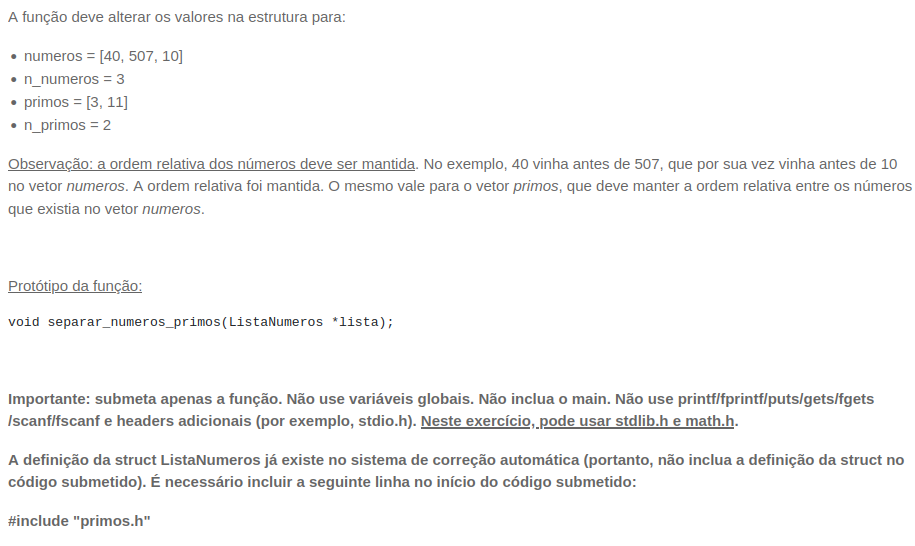 A função deve alterar os valores na estrutura para:
• numeros = [40, 507, 10]
• n_numeros = 3
• primos = [3, 11]
• n_primos = 2
Observação: a ordem relativa dos números deve ser mantida. No exemplo, 40 vinha antes de 507, que por sua vez vinha antes de 10
no vetor numeros. A ordem relativa foi mantida. O mesmo vale para o vetor primos, que deve manter a ordem relativa entre os números
que existia no vetor numeros.
Protótipo da função:
void separar_numeros_primos(ListaNumeros *lista);
Importante: submeta apenas a função. Não use variáveis globais. Não inclua o main. Não use printf/fprintf/puts/gets/fgets
/scanf/fscanf e headers adicionais (por exemplo, stdio.h). Neste exercício, pode usar stdlib.h e math.h.
A definição da struct ListaNumeros já existe no sistema de correção automática (portanto, não inclua a definição da struct no
código submetido). É necessário incluir a seguinte linha no início do código submetido:
#include "primos.h"